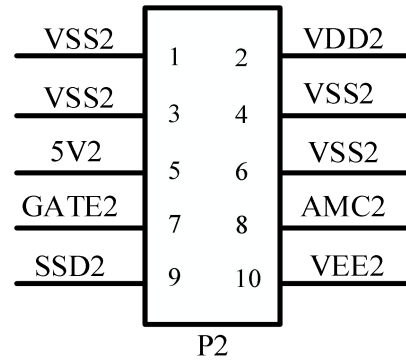 VSS2 1 2 VDD2
VSS2 3 4 VSS2
5V2 5 6 VSS2
GATE2 7 8 AMC2
SSD2 9 10 VEE2
P2